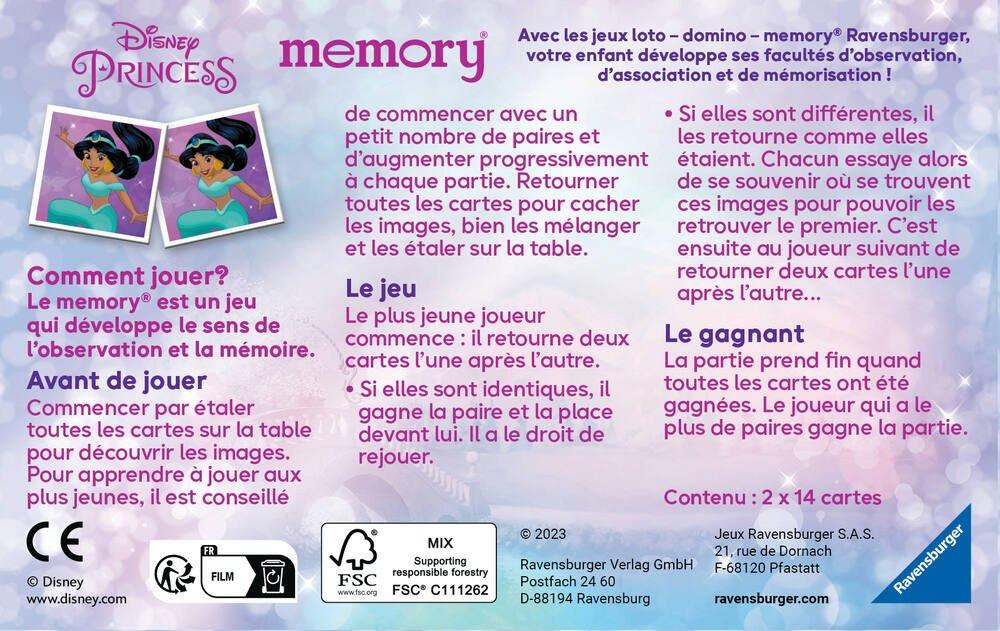 Disney
PRINCESS
memory®
Avec les jeux loto – domino – memory® Ravensburger,
votre enfant développe ses facultés d'observation,
d'association et de mémorisation !
Comment jouer?
Le memory® est un jeu
qui développe le sens de
l'observation et la mémoire.
Avant de jouer
Commencer par étaler
toutes les cartes sur la table
pour découvrir les images.
Pour apprendre à jouer aux
plus jeunes, il est conseillé
de commencer avec un
petit nombre de paires et
d'augmenter progressivement
à chaque partie. Retourner
toutes les cartes pour cacher
les images, bien les mélanger
et les étaler sur la table.
Le jeu
Le plus jeune joueur
commence : il retourne deux
cartes l'une après l'autre.
• Si elles sont identiques, il
gagne la paire et la place
devant lui. Il a le droit de
rejouer.
• Si elles sont différentes, il
les retourne comme elles
étaient. Chacun essaye alors
de se souvenir où se trouvent
ces images pour pouvoir les
retrouver le premier. C'est
ensuite au joueur suivant de
retourner deux cartes l'une
après l'autre...
Le gagnant
La partie prend fin quand
toutes les cartes ont été
gagnées. Le joueur qui a le
plus de paires gagne la partie.
Contenu : 2 x 14 cartes
CE
© Disney
www.disney.com
FR
FILM
FSC®
www.fsc.org
MIX
Supporting
responsible forestry
FSC® C111262
© 2023
Ravensburger Verlag GmbH
Postfach 24 60
D-88194 Ravensburg
Jeux Ravensburger S.A.S.
21, rue de Dornach
F-68120 Pfastatt
ravensburger.com
Ravensburger